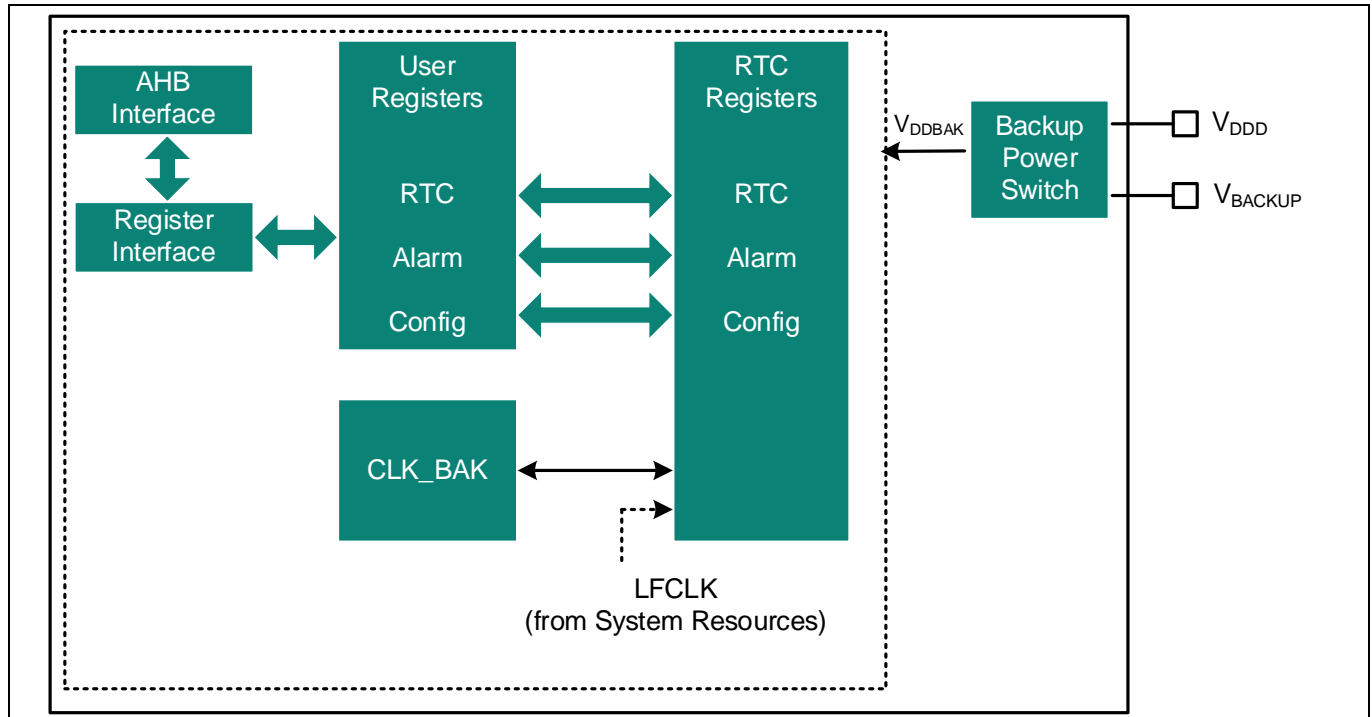 AHB
Interface
Register
Interface
User
Registers
RTC
Alarm
Config
CLK_BAK
RTC
Registers
RTC
Alarm
Config
LFCLK
(from System Resources)
VDDBAK
Backup
Power
Switch
VDDD
VBACKUP